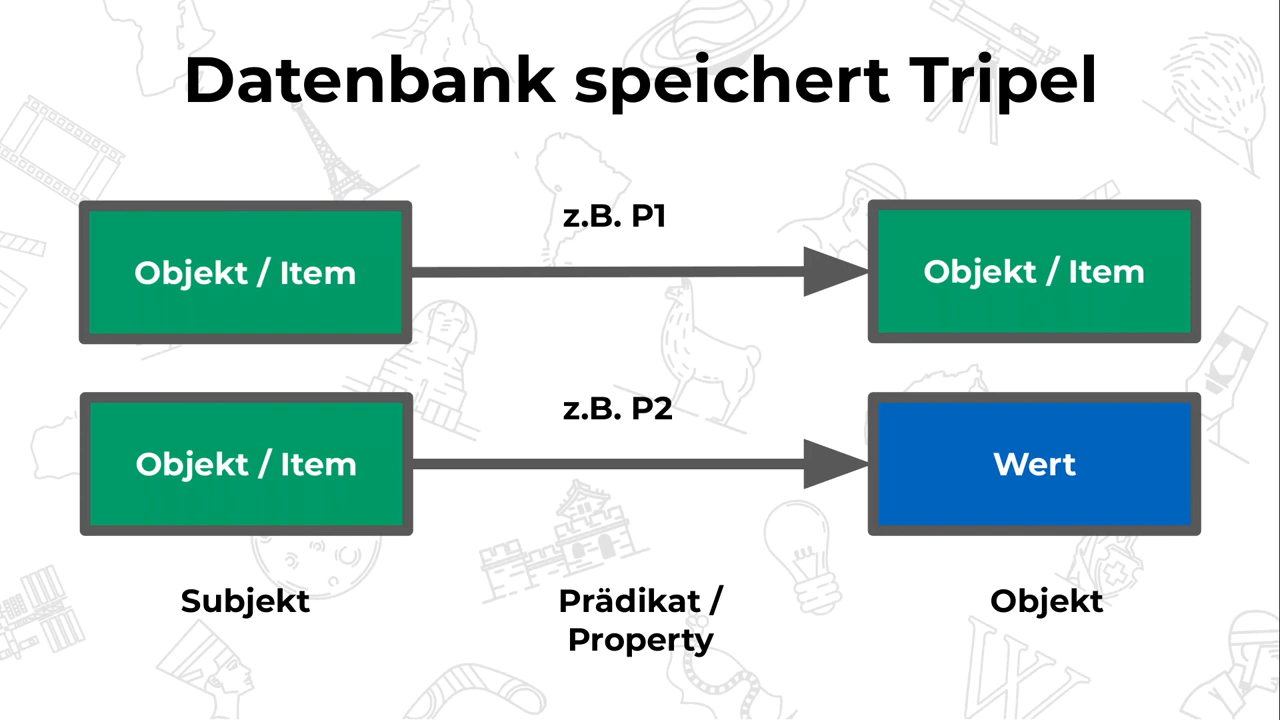 Datenbank speichert Tripel
z.B. P1
Objekt / Item
Objekt / Item
z.B. P2
Objekt / Item
Wert
Subjekt
Prädikat /
Property
Objekt